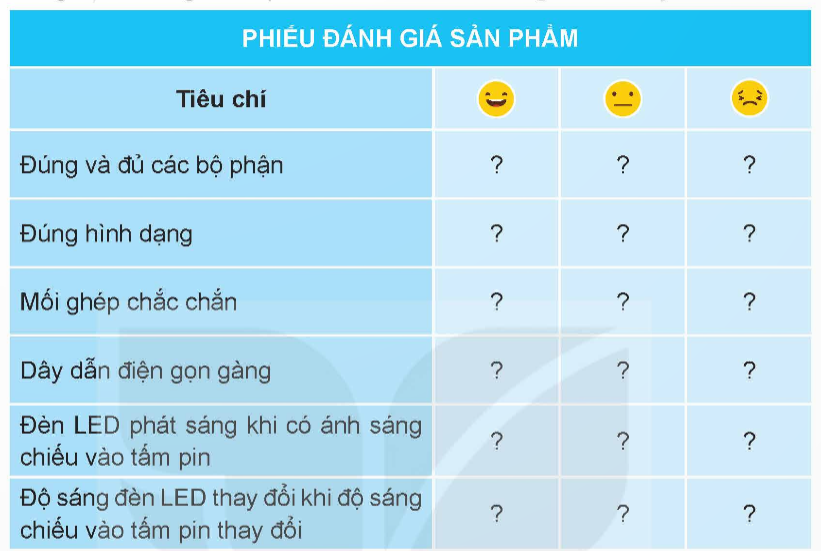 PHIẾU ĐÁNH GIÁ SẢN PHẨM
Tiêu chí
Đúng và đủ các bộ phận ? ? ?
Đúng hình dạng ? ? ?
Mối ghép chắc chắn ? ? ?
Dây dẫn điện gọn gàng ? ? ?
Đèn LED phát sáng khi có ánh sáng
chiếu vào tấm pin ? ? ?
Độ sáng đèn LED thay đổi khi độ sáng
chiếu vào tấm pin thay đổi ? ? ?